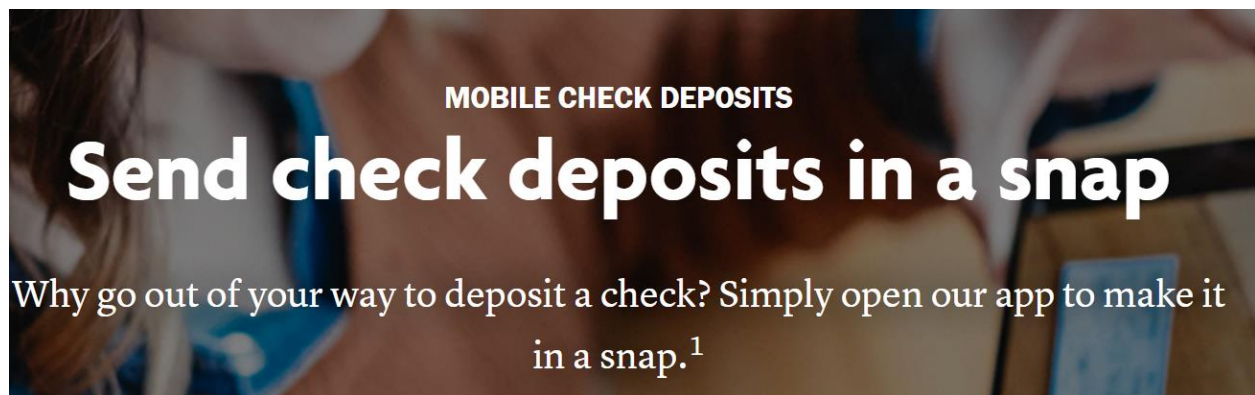 MOBILE CHECK DEPOSITS
Send check deposits in a snap
Why go out of your way to deposit a check? Simply open our app to make it
in a snap.1